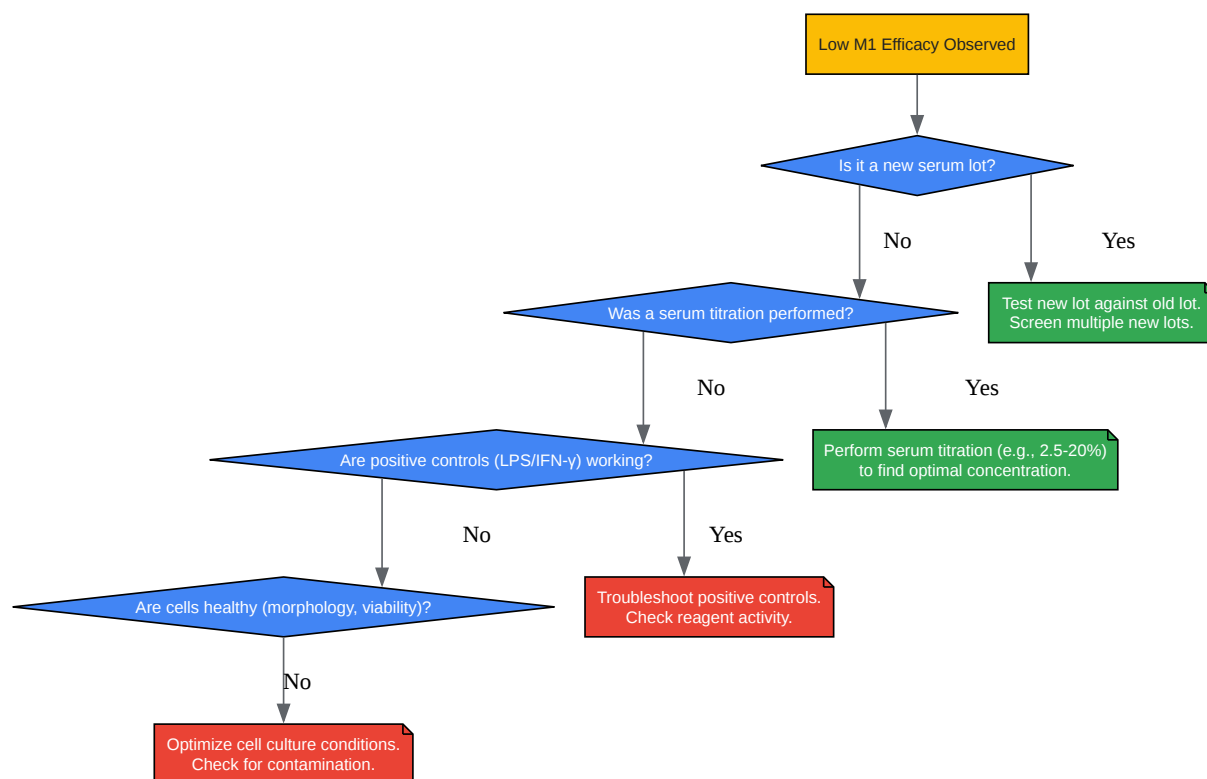 Low M1 Efficacy Observed
Is it a new serum lot?
No
Yes
Test new lot against old lot.
Screen multiple new lots.
Was a serum titration performed?
No
Yes
Perform serum titration (e.g., 2.5-20%)
to find optimal concentration.
Are positive controls (LPS/IFN-γ) working?
No
Yes
Troubleshoot positive controls.
Check reagent activity.
Are cells healthy (morphology, viability)?
No
Optimize cell culture conditions.
Check for contamination.